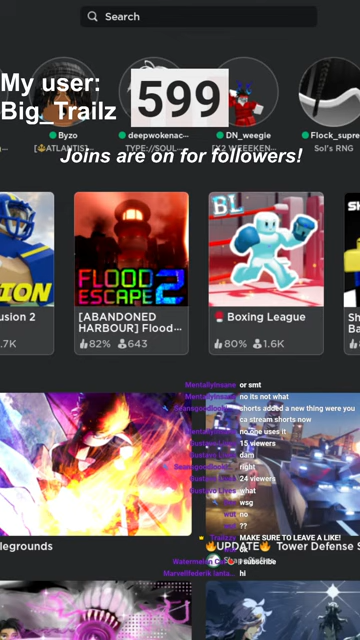 Search
My user:
Big_Trailz
599
Byzo
deepwokenac...
DN_weegie
Flock_supre
TYPE://SOUL
Sol's RNG
Joins are on for followers!
FLOOD
ESCAPE 2
BL
usion 2
[ABANDONED
HARBOUR] Flood...
Boxing League
.7K
82% 643
80% 1.6K
MentallyInsane or smt
MentallyInsane no its not what
shorts added a new thing were you
ca stream shorts now
no one uses it
15 viewers
dam
right
24 viewers
Gustavo Lives what
wsg
wut no
??
Trailzzy MAKE SURE TO LEAVE A LIKE!
legrounds
UPDATE Tower Defense S
I subscribe
hi